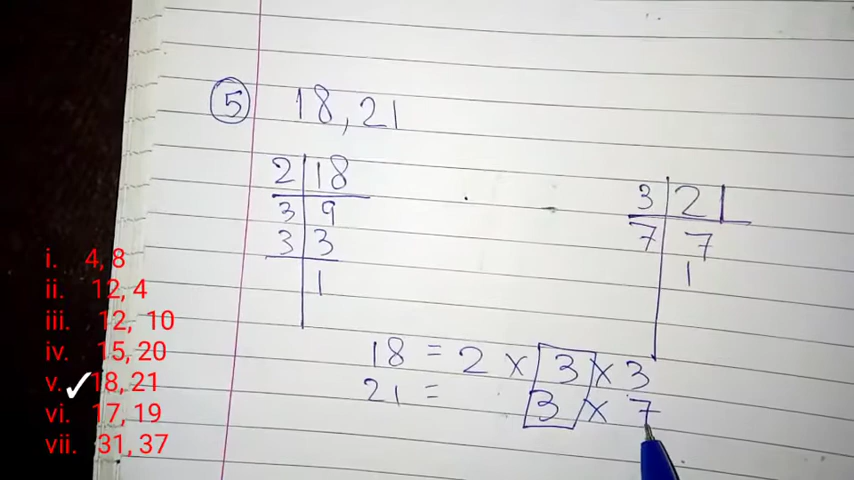 5 18, 21
2 18
3 9
3 3
1
3 21
7 7
1
18 = 2 × 3 × 3
21 = 3 × 7
i. 4, 8
ii. 12, 4
iii. 12, 10
iv. 15, 20
v. ✓ 18, 21
vi. 17, 19
vii. 31, 37